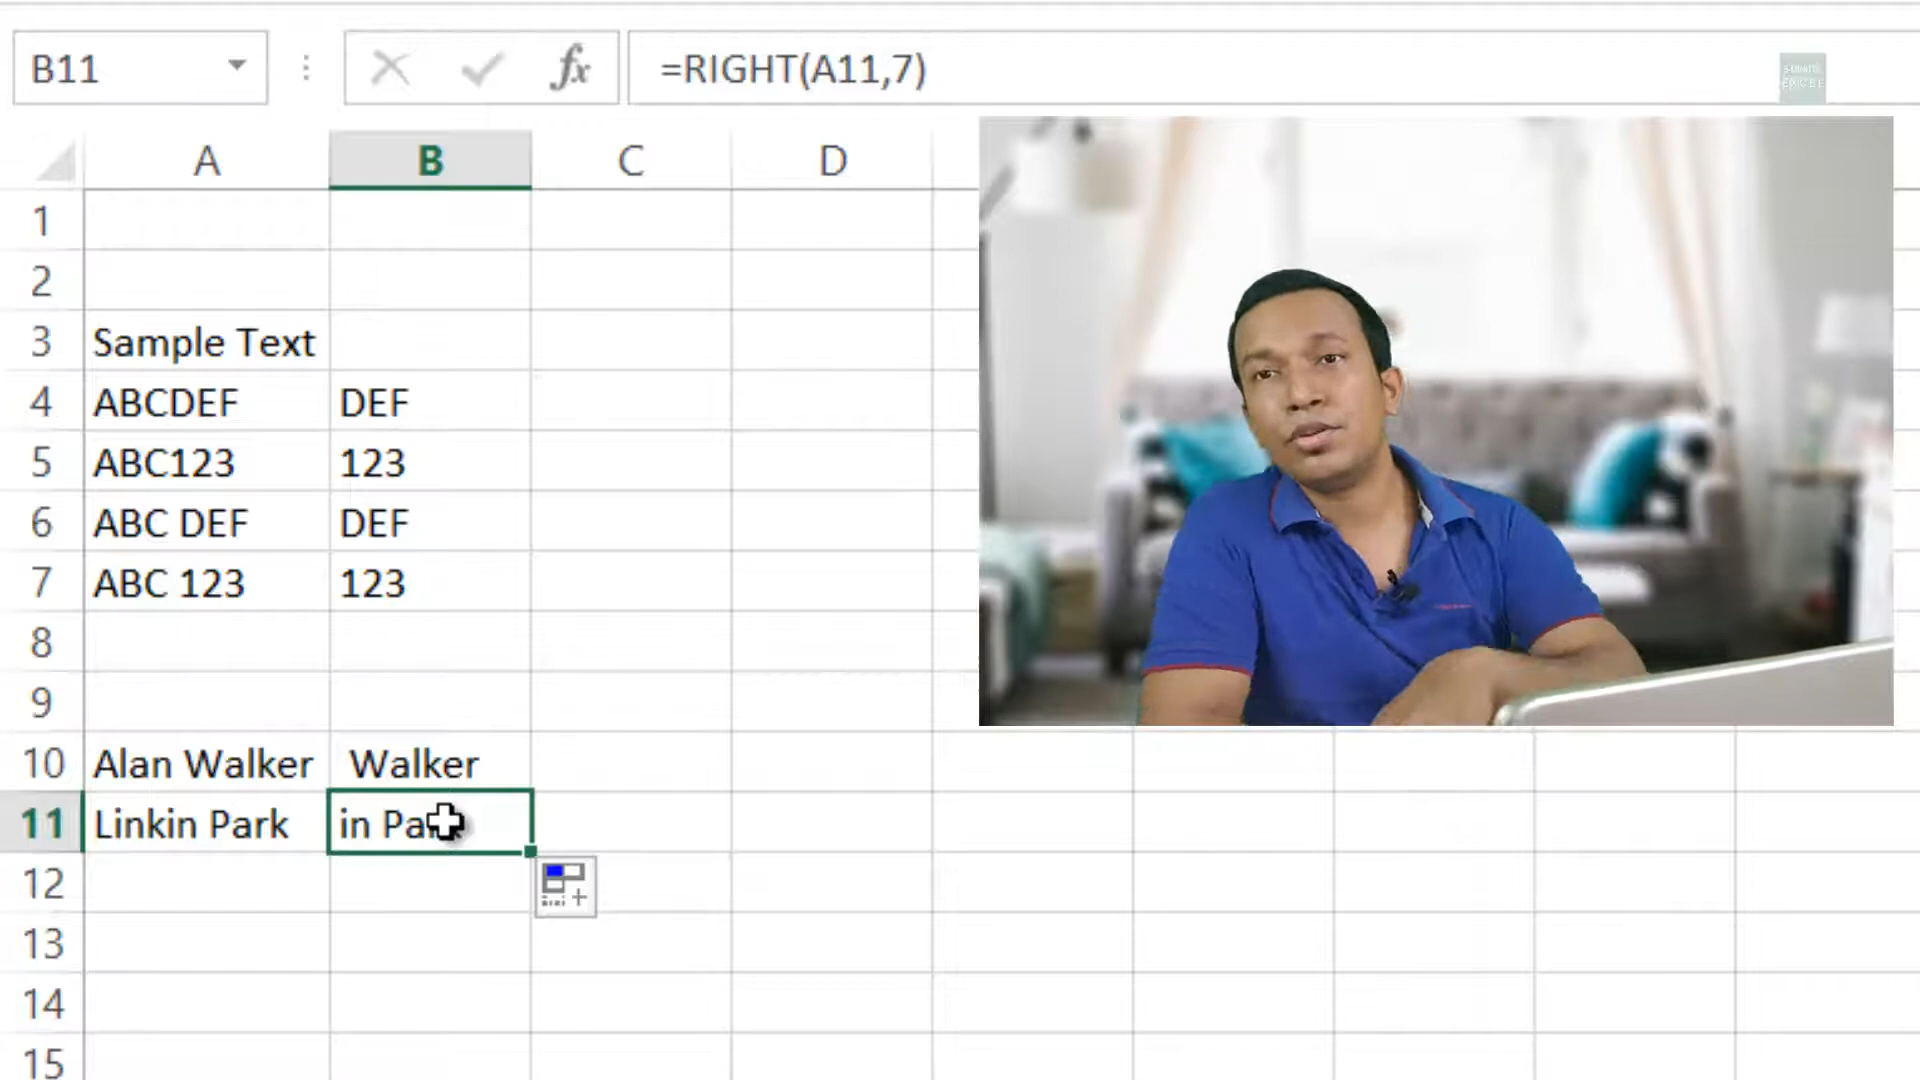 B11 fx =RIGHT(A11,7)
A B C D
1
2
3 Sample Text
4 ABCDEF DEF
5 ABC123 123
6 ABC DEF DEF
7 ABC 123 123
8
9
10 Alan Walker Walker
11 Linkin Park in Pa
12
13
14
15